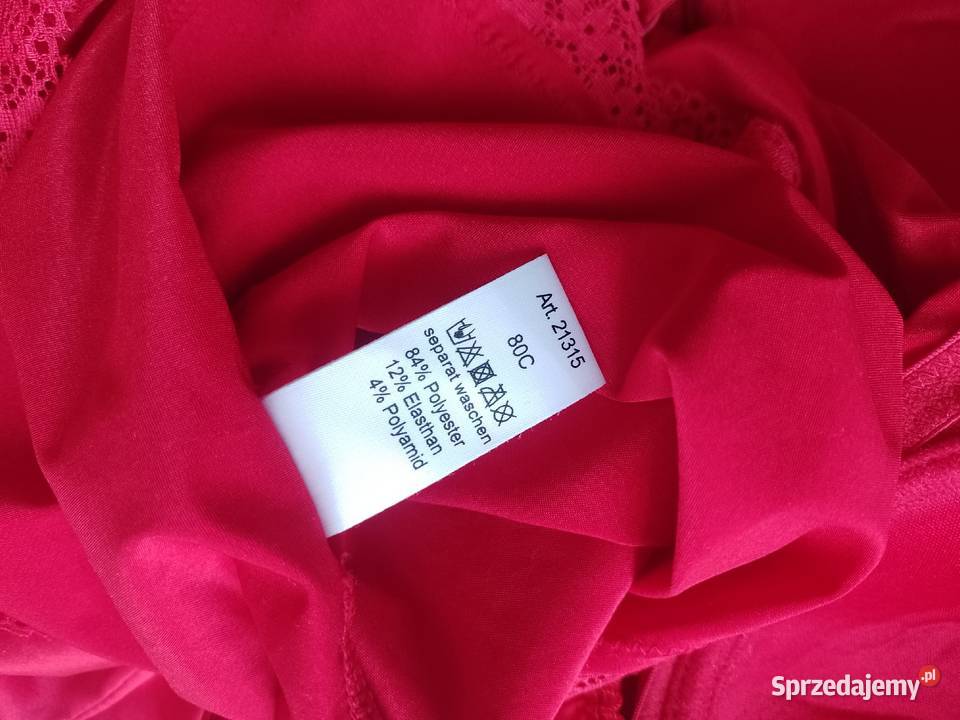 Art. 21315
80C
separat waschen
84% Polyester
12% Elasthan
4% Polyamid
Sprzedajemy.pl